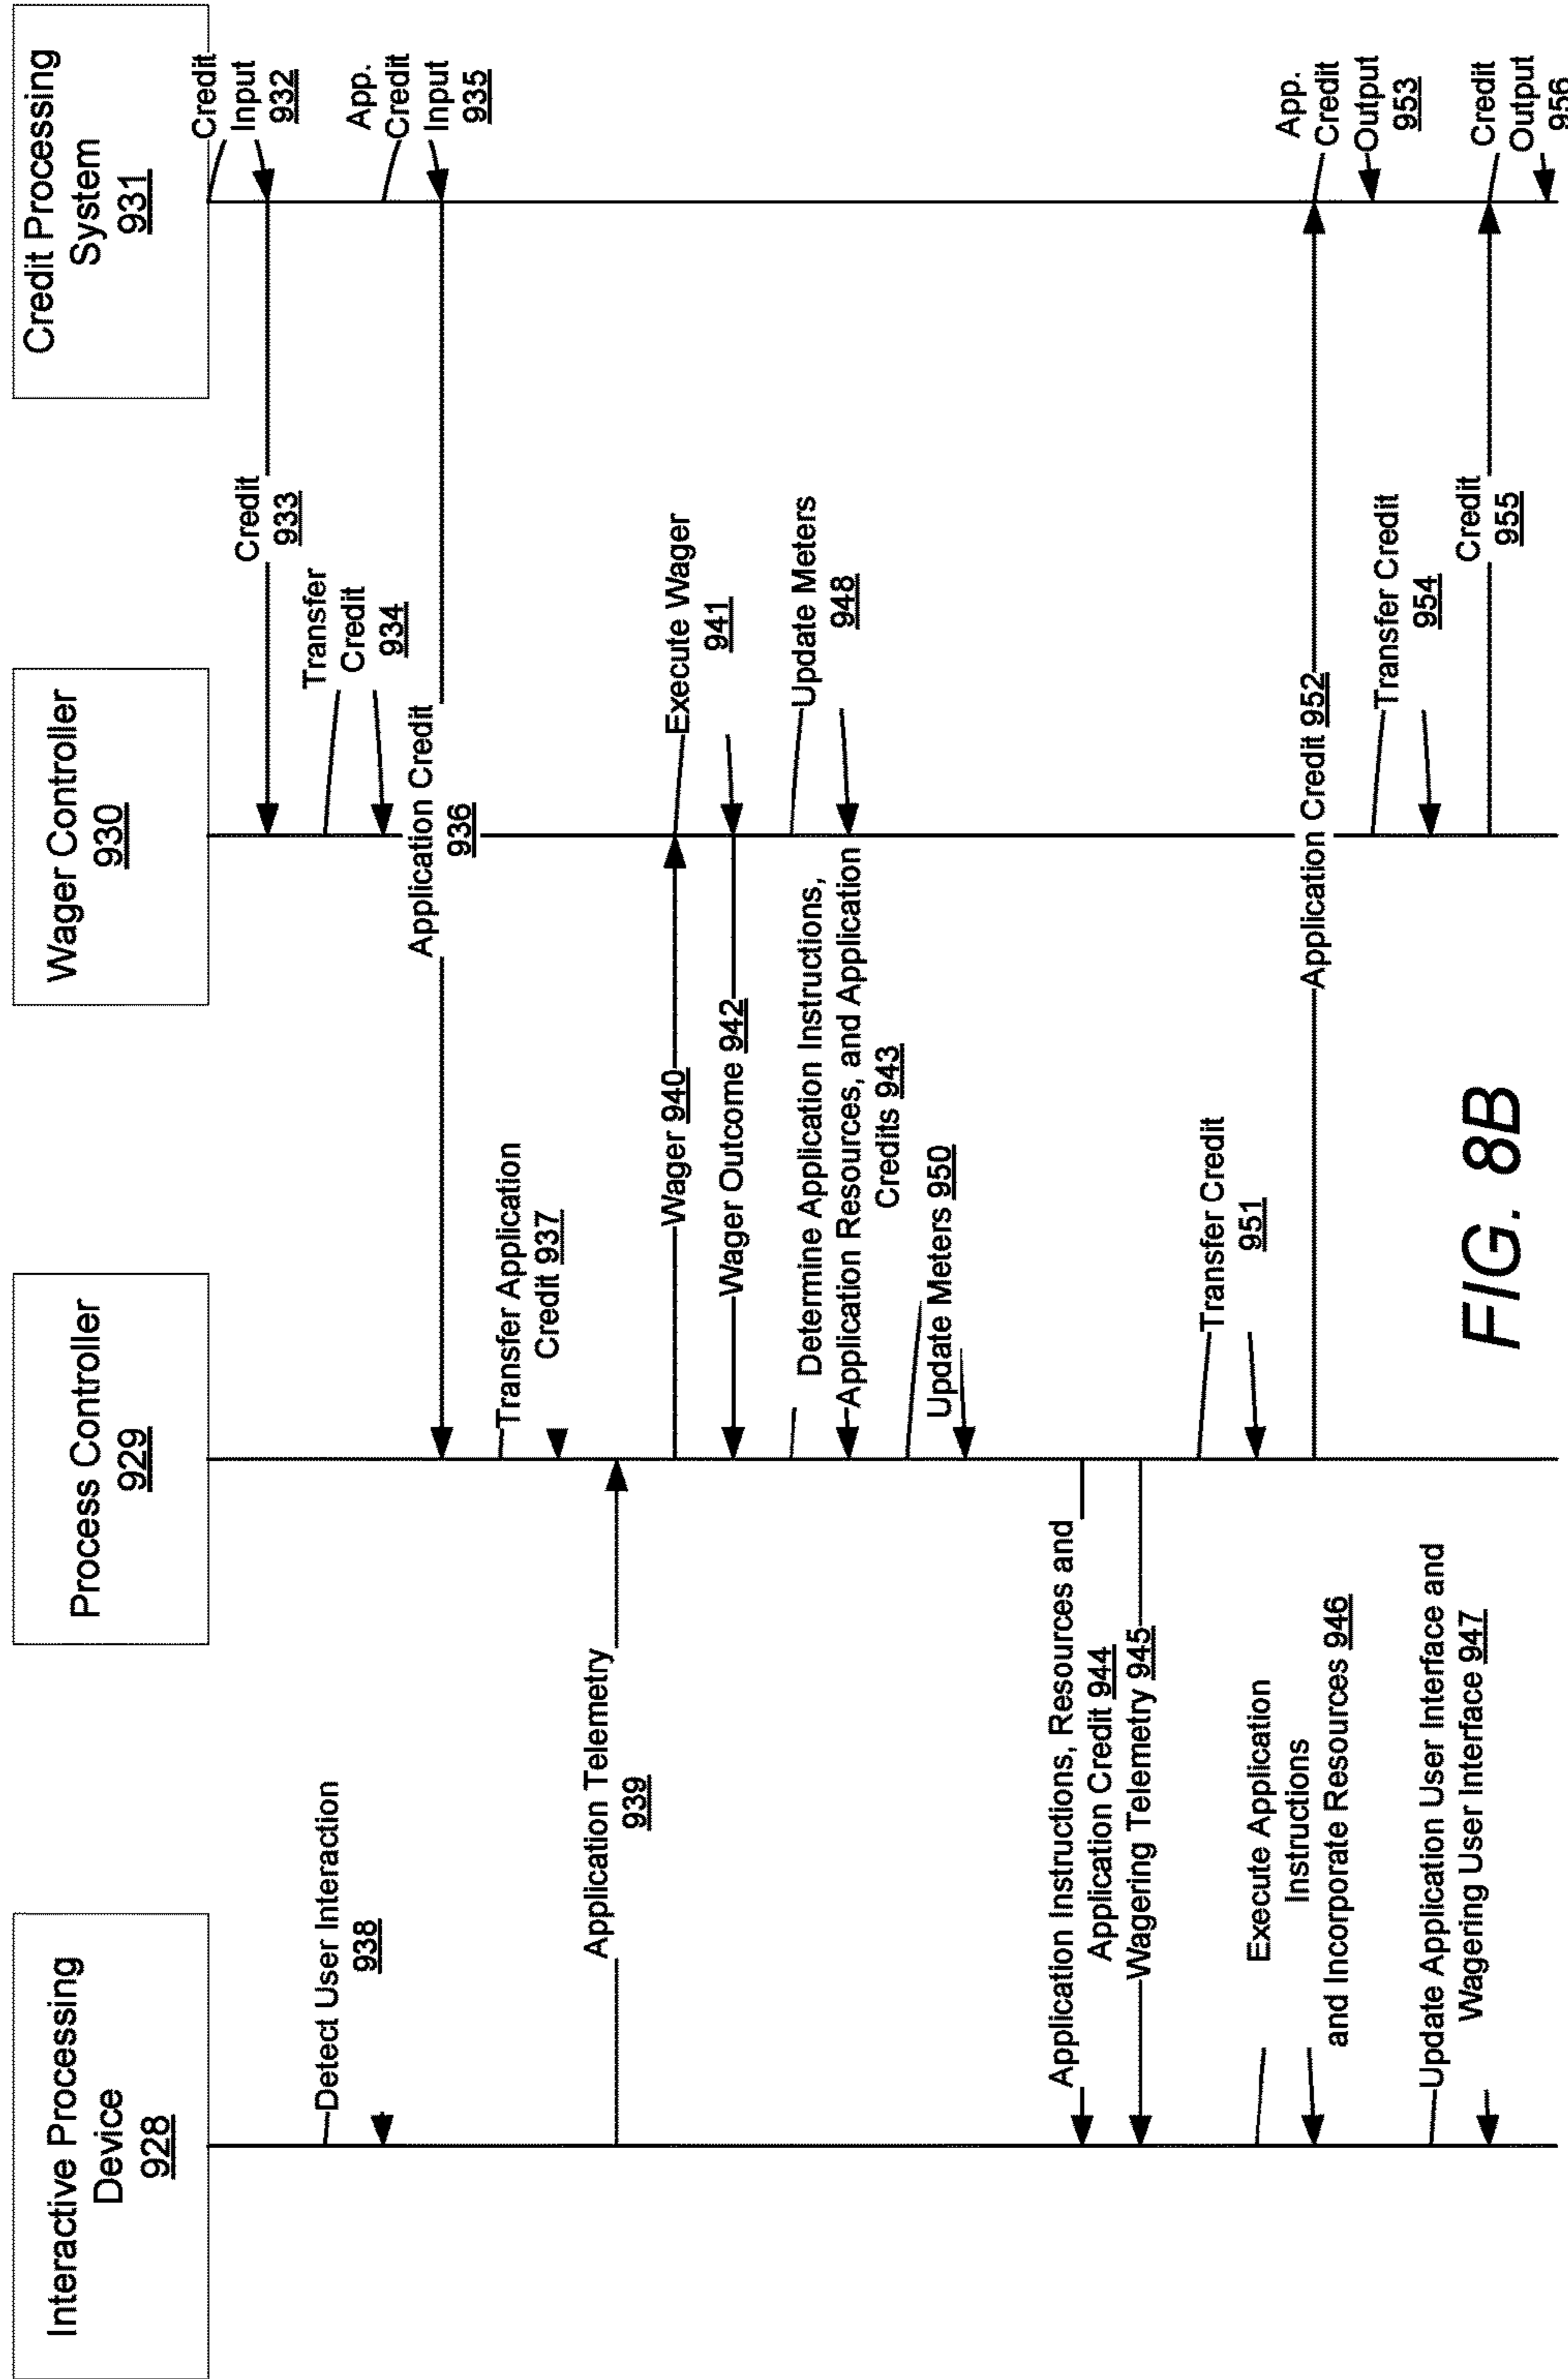 Interactive Processing
Device
928
Process Controller
929
Wager Controller
930
Credit Processing
System
931
Credit
Input
932
Credit
933
Transfer
Credit
934
Detect User Interaction
938
App.
Credit
Input
935
Application Credit
936
Transfer Application
Credit 937
Application Telemetry
939
Wager 940
Execute Wager
941
Wager Outcome 942
Update Meters
948
Determine Application Instructions,
Application Resources, and Application
Credits 943
Update Meters 950
Application Instructions, Resources and
Application Credit 944
Wagering Telemetry 945
Transfer Credit
951
Execute Application
Instructions
and Incorporate Resources 946
Application Credit 952
App.
Credit
Output
953
Transfer Credit
954
Update Application User Interface and
Wagering User Interface 947
Credit
955
Credit
Output
956
FIG. 8B